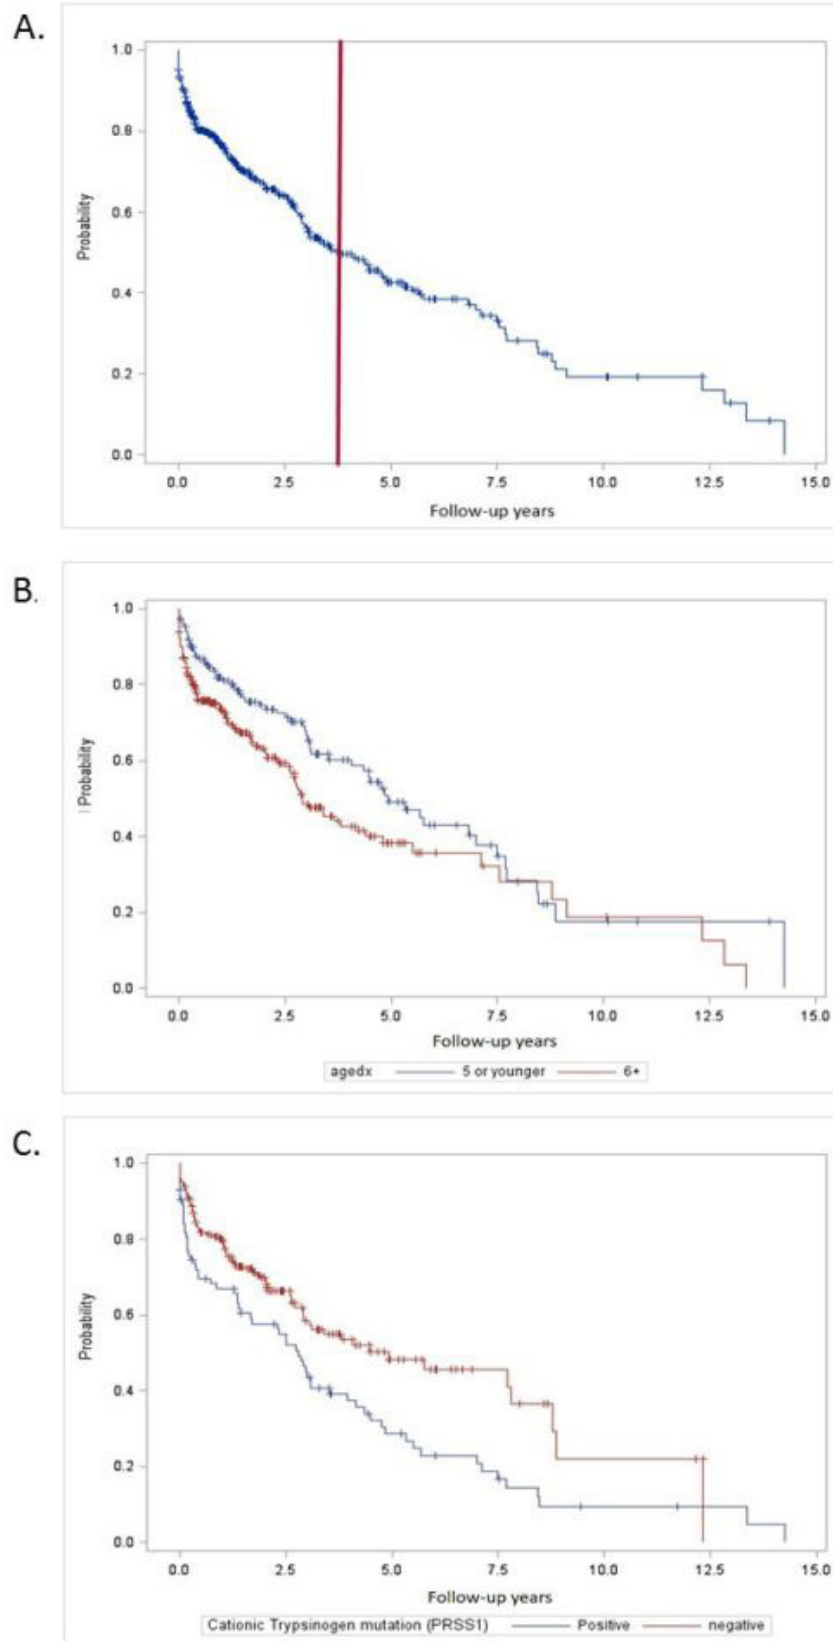 A.
1.0
0.8
0.6
0.4
0.2
0.0
Probability
0.0 2.5 5.0 7.5 10.0 12.5 15.0
Follow-up years
B.
1.0
0.8
0.6
0.4
0.2
0.0
Probability
0.0 2.5 5.0 7.5 10.0 12.5 15.0
Follow-up years
agedx 5 or younger 6+
C.
1.0
0.8
0.6
0.4
0.2
0.0
Probability
0.0 2.5 5.0 7.5 10.0 12.5 15.0
Follow-up years
Cationic Trypsinogen mutation (PRSS1) Positive negative